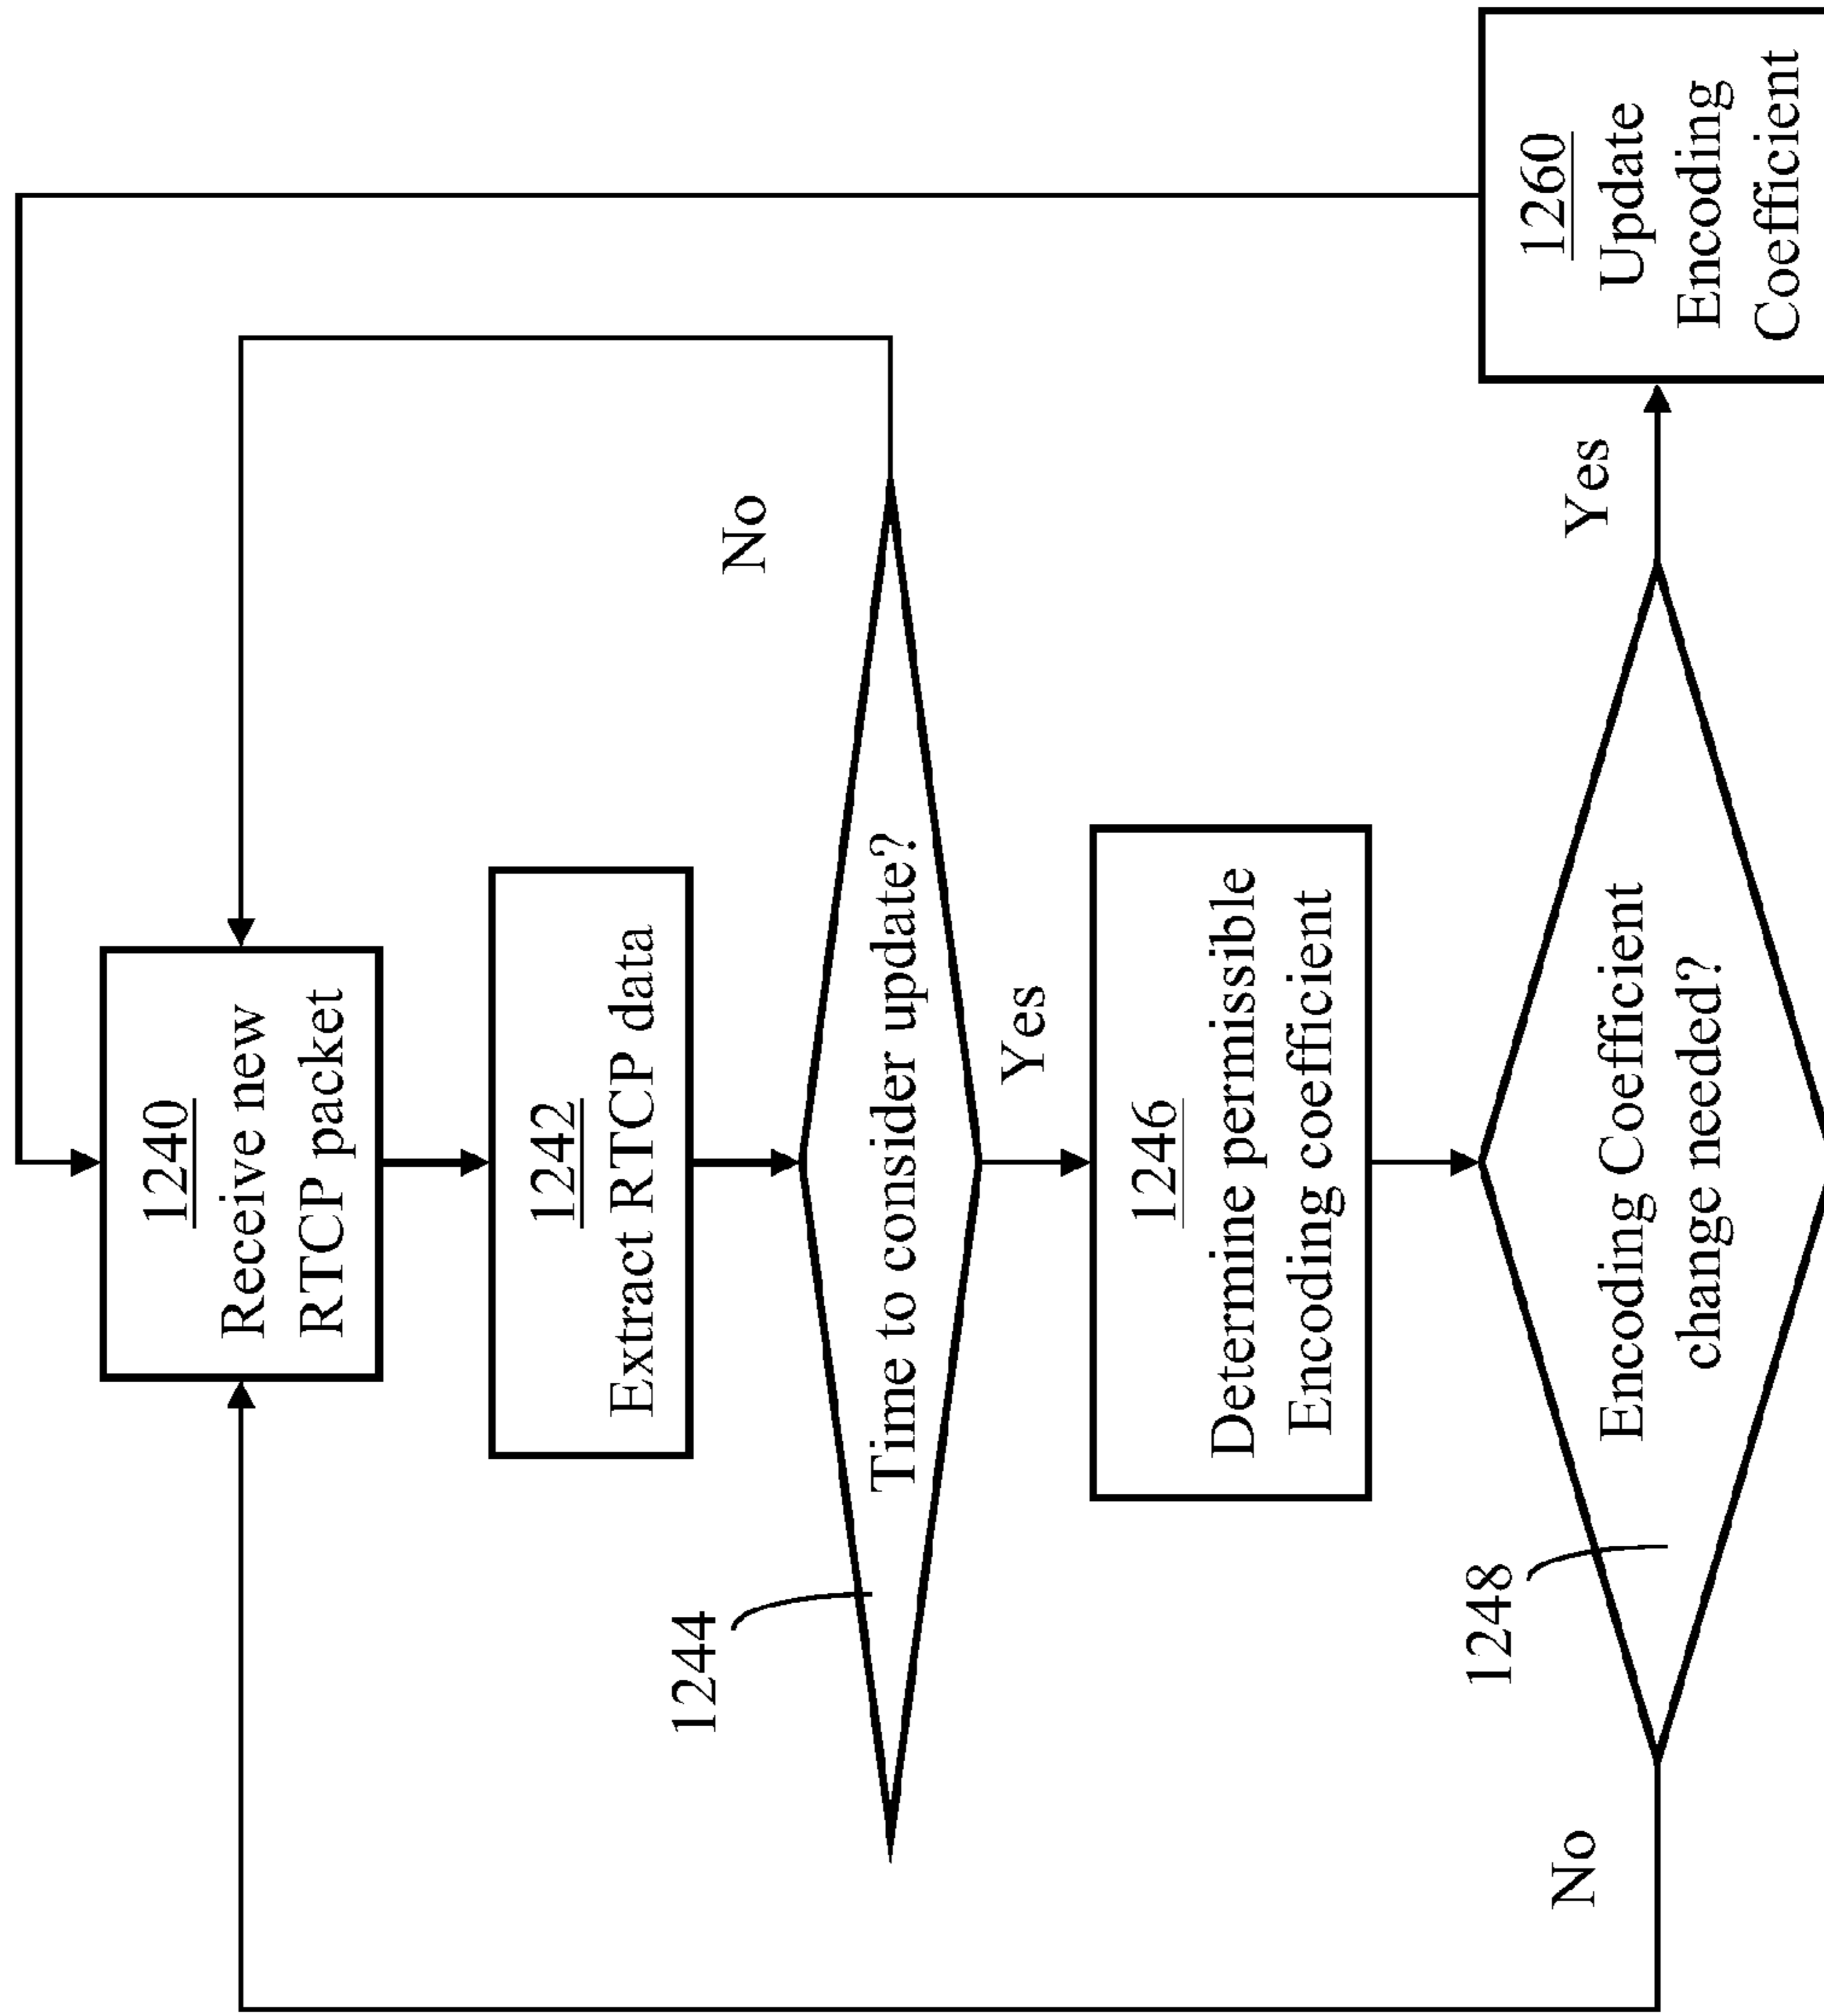 1240
Receive new
RTCP packet
1242
Extract RTCP data
1244
Time to consider update?
No
Yes
1246
Determine permissible
Encoding coefficient
1248
Encoding Coefficient
change needed?
No
Yes
1260
Update
Encoding
Coefficient